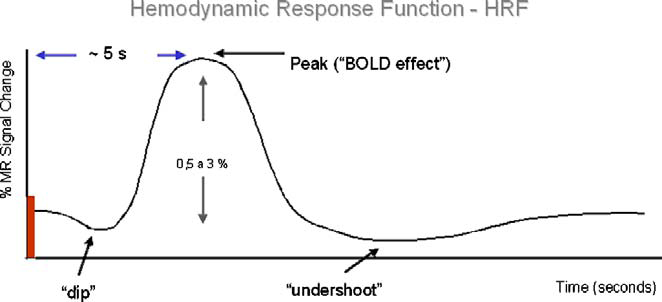 Hemodynamic Response Function - HRF
~ 5 s
Peak (“BOLD effect”)
% MR Signal Change
0,5 a 3 %
“dip”
“undershoot”
Time (seconds)